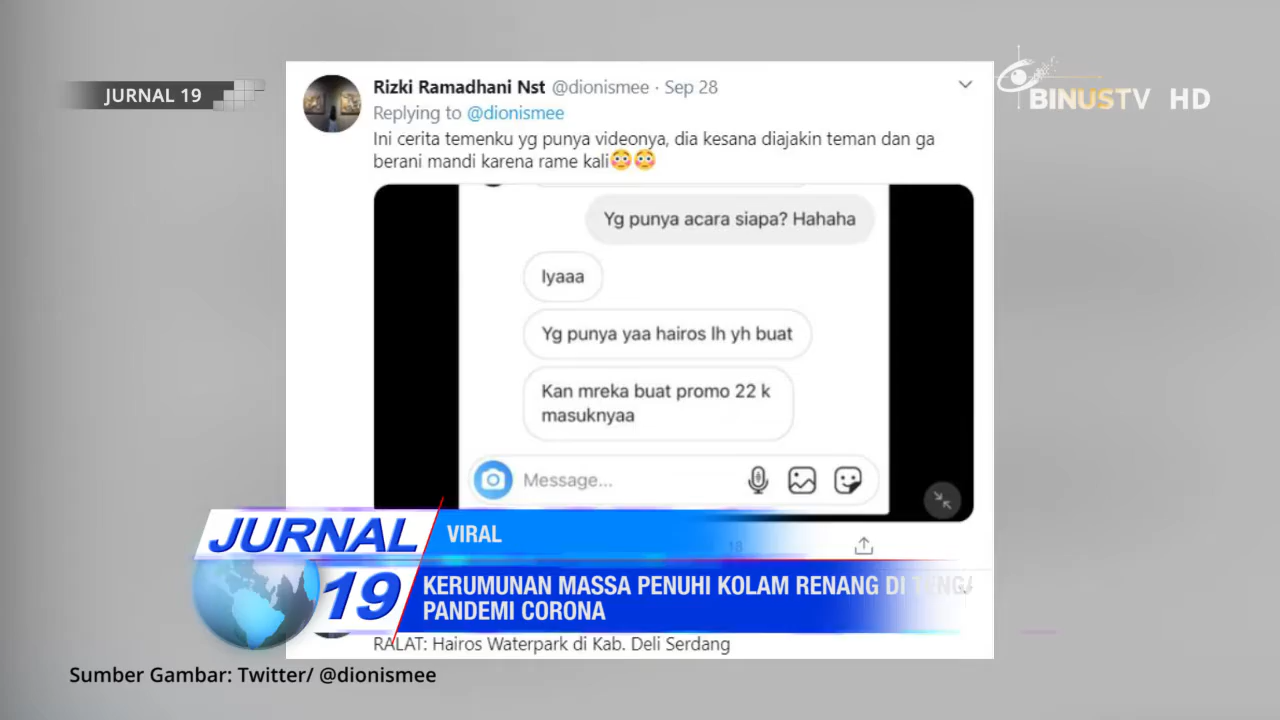 JURNAL 19
BINUSTV HD
Rizki Ramadhani Nst @dionismee · Sep 28
Replying to @dionismee
Ini cerita temenku yg punya videonya, dia kesana diajakin teman dan ga
berani mandi karena rame kali😳😳
Yg punya acara siapa? Hahaha
Iyaaa
Yg punya yaa hairos lh yh buat
Kan mreka buat promo 22 k
masuknyaa
Message...
18
JURNAL
19
VIRAL
KERUMUNAN MASSA PENUHI KOLAM RENANG DI
PANDEMI CORONA
RALAT: Hairos Waterpark di Kab. Deli Serdang
Sumber Gambar: Twitter/ @dionismee